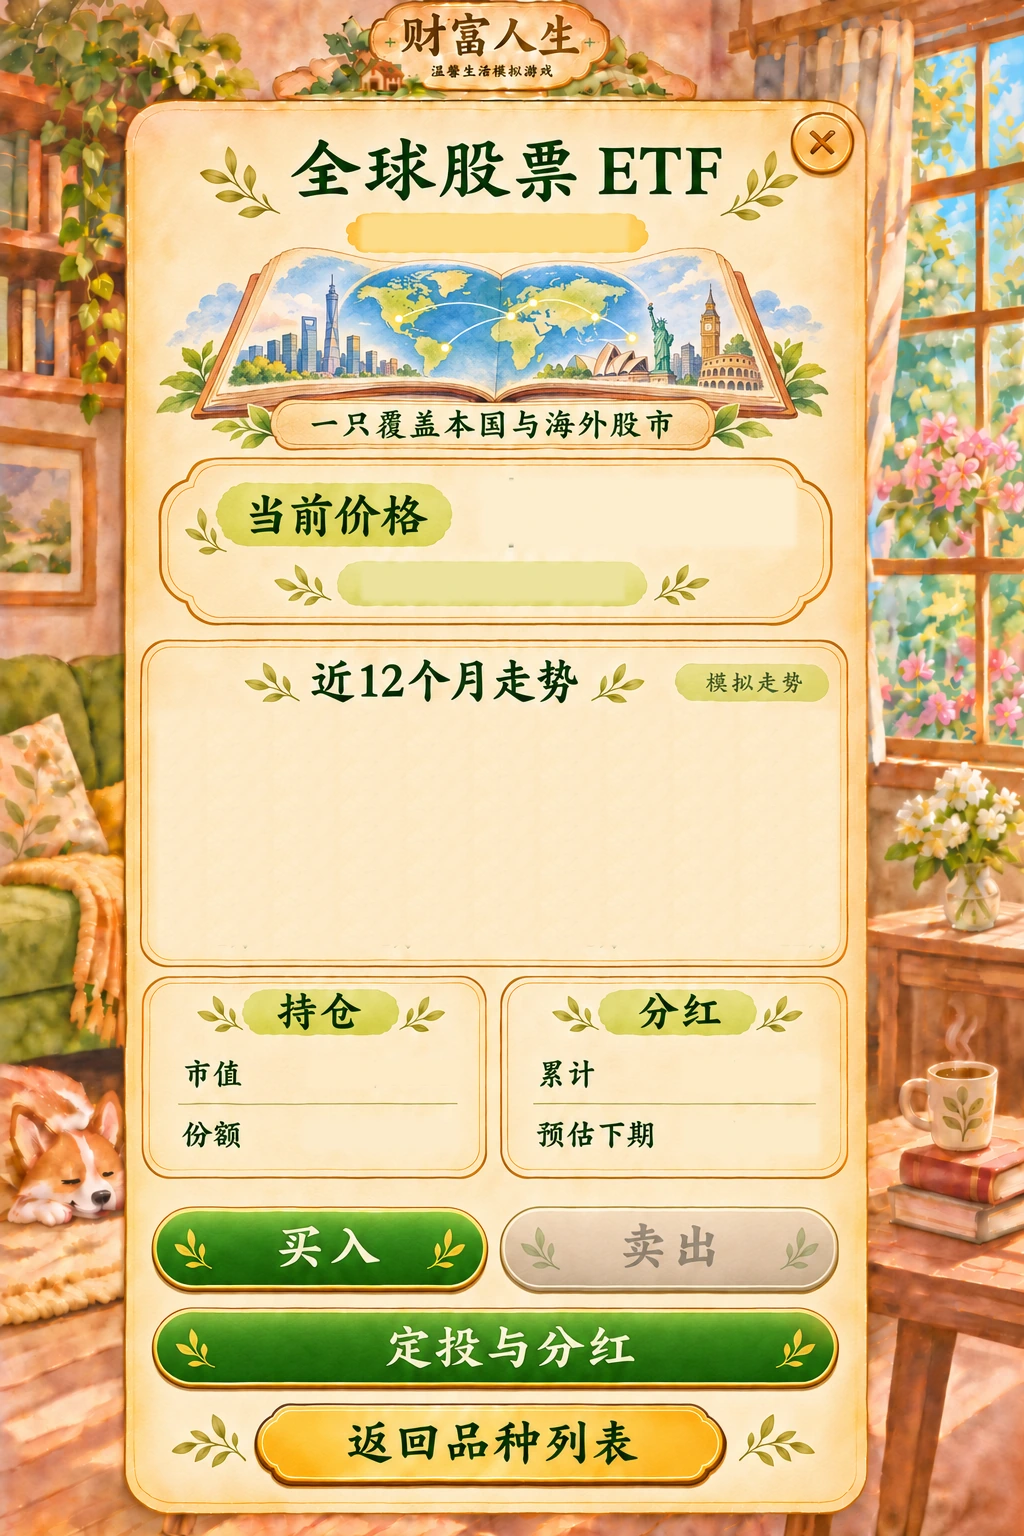 财富人生
温馨生活模拟游戏
全球股票 ETF
一只覆盖本国与海外股市
当前价格
近12个月走势
模拟走势
持仓
市值
份额
分红
累计
预估下期
买入
卖出
定投与分红
返回品种列表